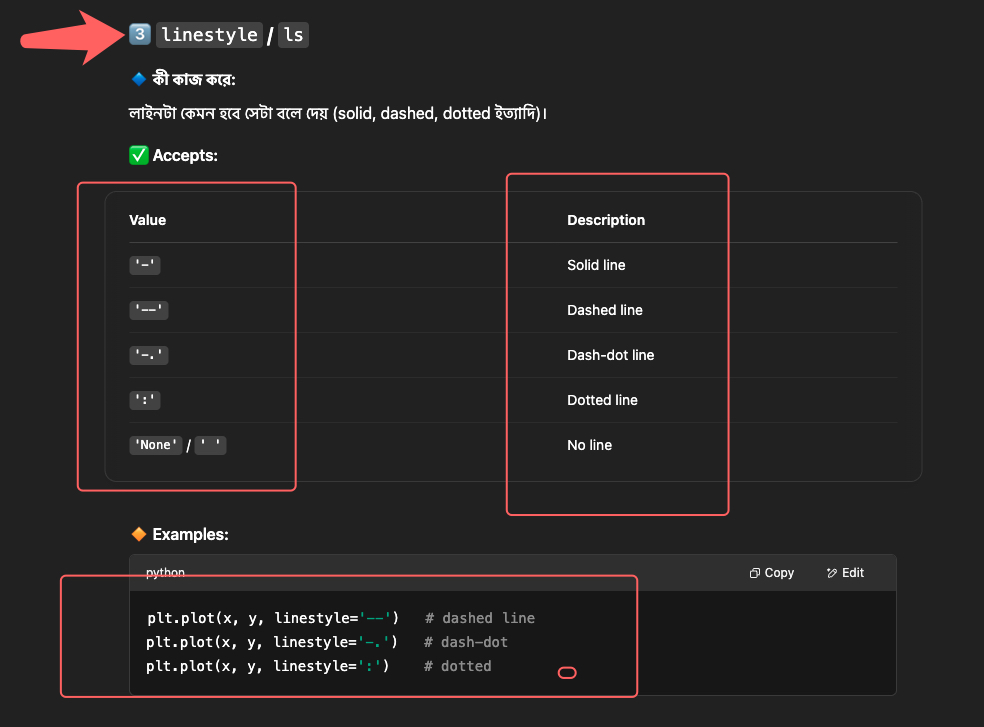 3 linestyle / ls
কী কাজ করে:
লাইনটা কেমন হবে সেটা বলে দেয় (solid, dashed, dotted ইত্যাদি)।
Accepts:
Value Description
'-' Solid line
'--' Dashed line
'-.' Dash-dot line
':' Dotted line
'None' / ' ' No line
Examples:
python Copy Edit
plt.plot(x, y, linestyle='--')   # dashed line
plt.plot(x, y, linestyle='-.')   # dash-dot
plt.plot(x, y, linestyle=':')    # dotted